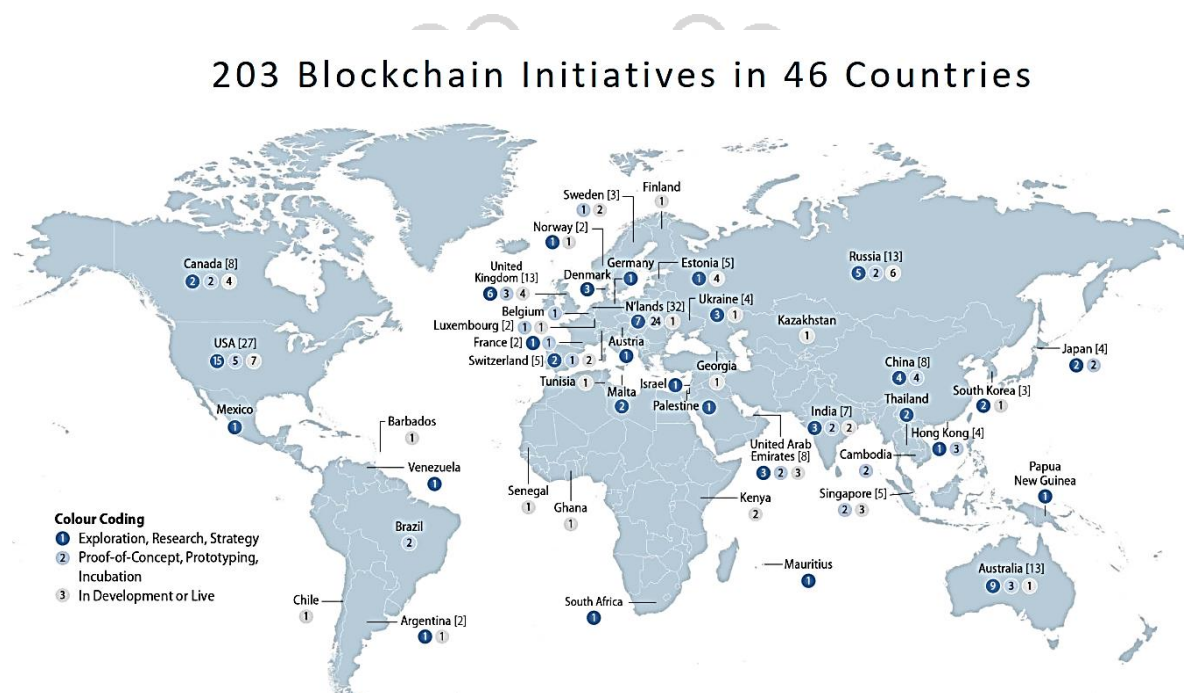 203 Blockchain Initiatives in 46 Countries
Finland
1
Sweden [3]
1 2
Norway [2]
1 1
Germany
1
Estonia [5]
1 4
Russia [13]
5 2 6
Canada [8]
2 2 4
United
Kingdom [13]
6 3 4
Denmark
3
Belgium 1
N'lands [32]
7 24 1
Ukraine [4]
3 1
Luxembourg [2] 1 1
Kazakhstan
1
France [2] 1 1
Austria
1
Switzerland [5] 2 1 2
Georgia
1
USA [27]
15 5 7
China [8]
4 4
Japan [4]
2 2
Tunisia 1
Malta
2
Israel 1
Palestine 1
South Korea [3]
2 1
Thailand
2
Mexico
1
India [7]
3 2 2
Hong Kong [4]
1 3
Barbados
1
United Arab
Emirates [8]
3 2 3
Cambodia 2
Venezuela
1
Papua
New Guinea
1
Senegal
1
Ghana
1
Kenya
2
Singapore [5]
2 3
Colour Coding
1 Exploration, Research, Strategy
2 Proof-of-Concept, Prototyping,
Incubation
3 In Development or Live
Brazil
2
Mauritius
1
Australia [13]
9 3 1
Chile
1
Argentina [2]
1 1
South Africa
1